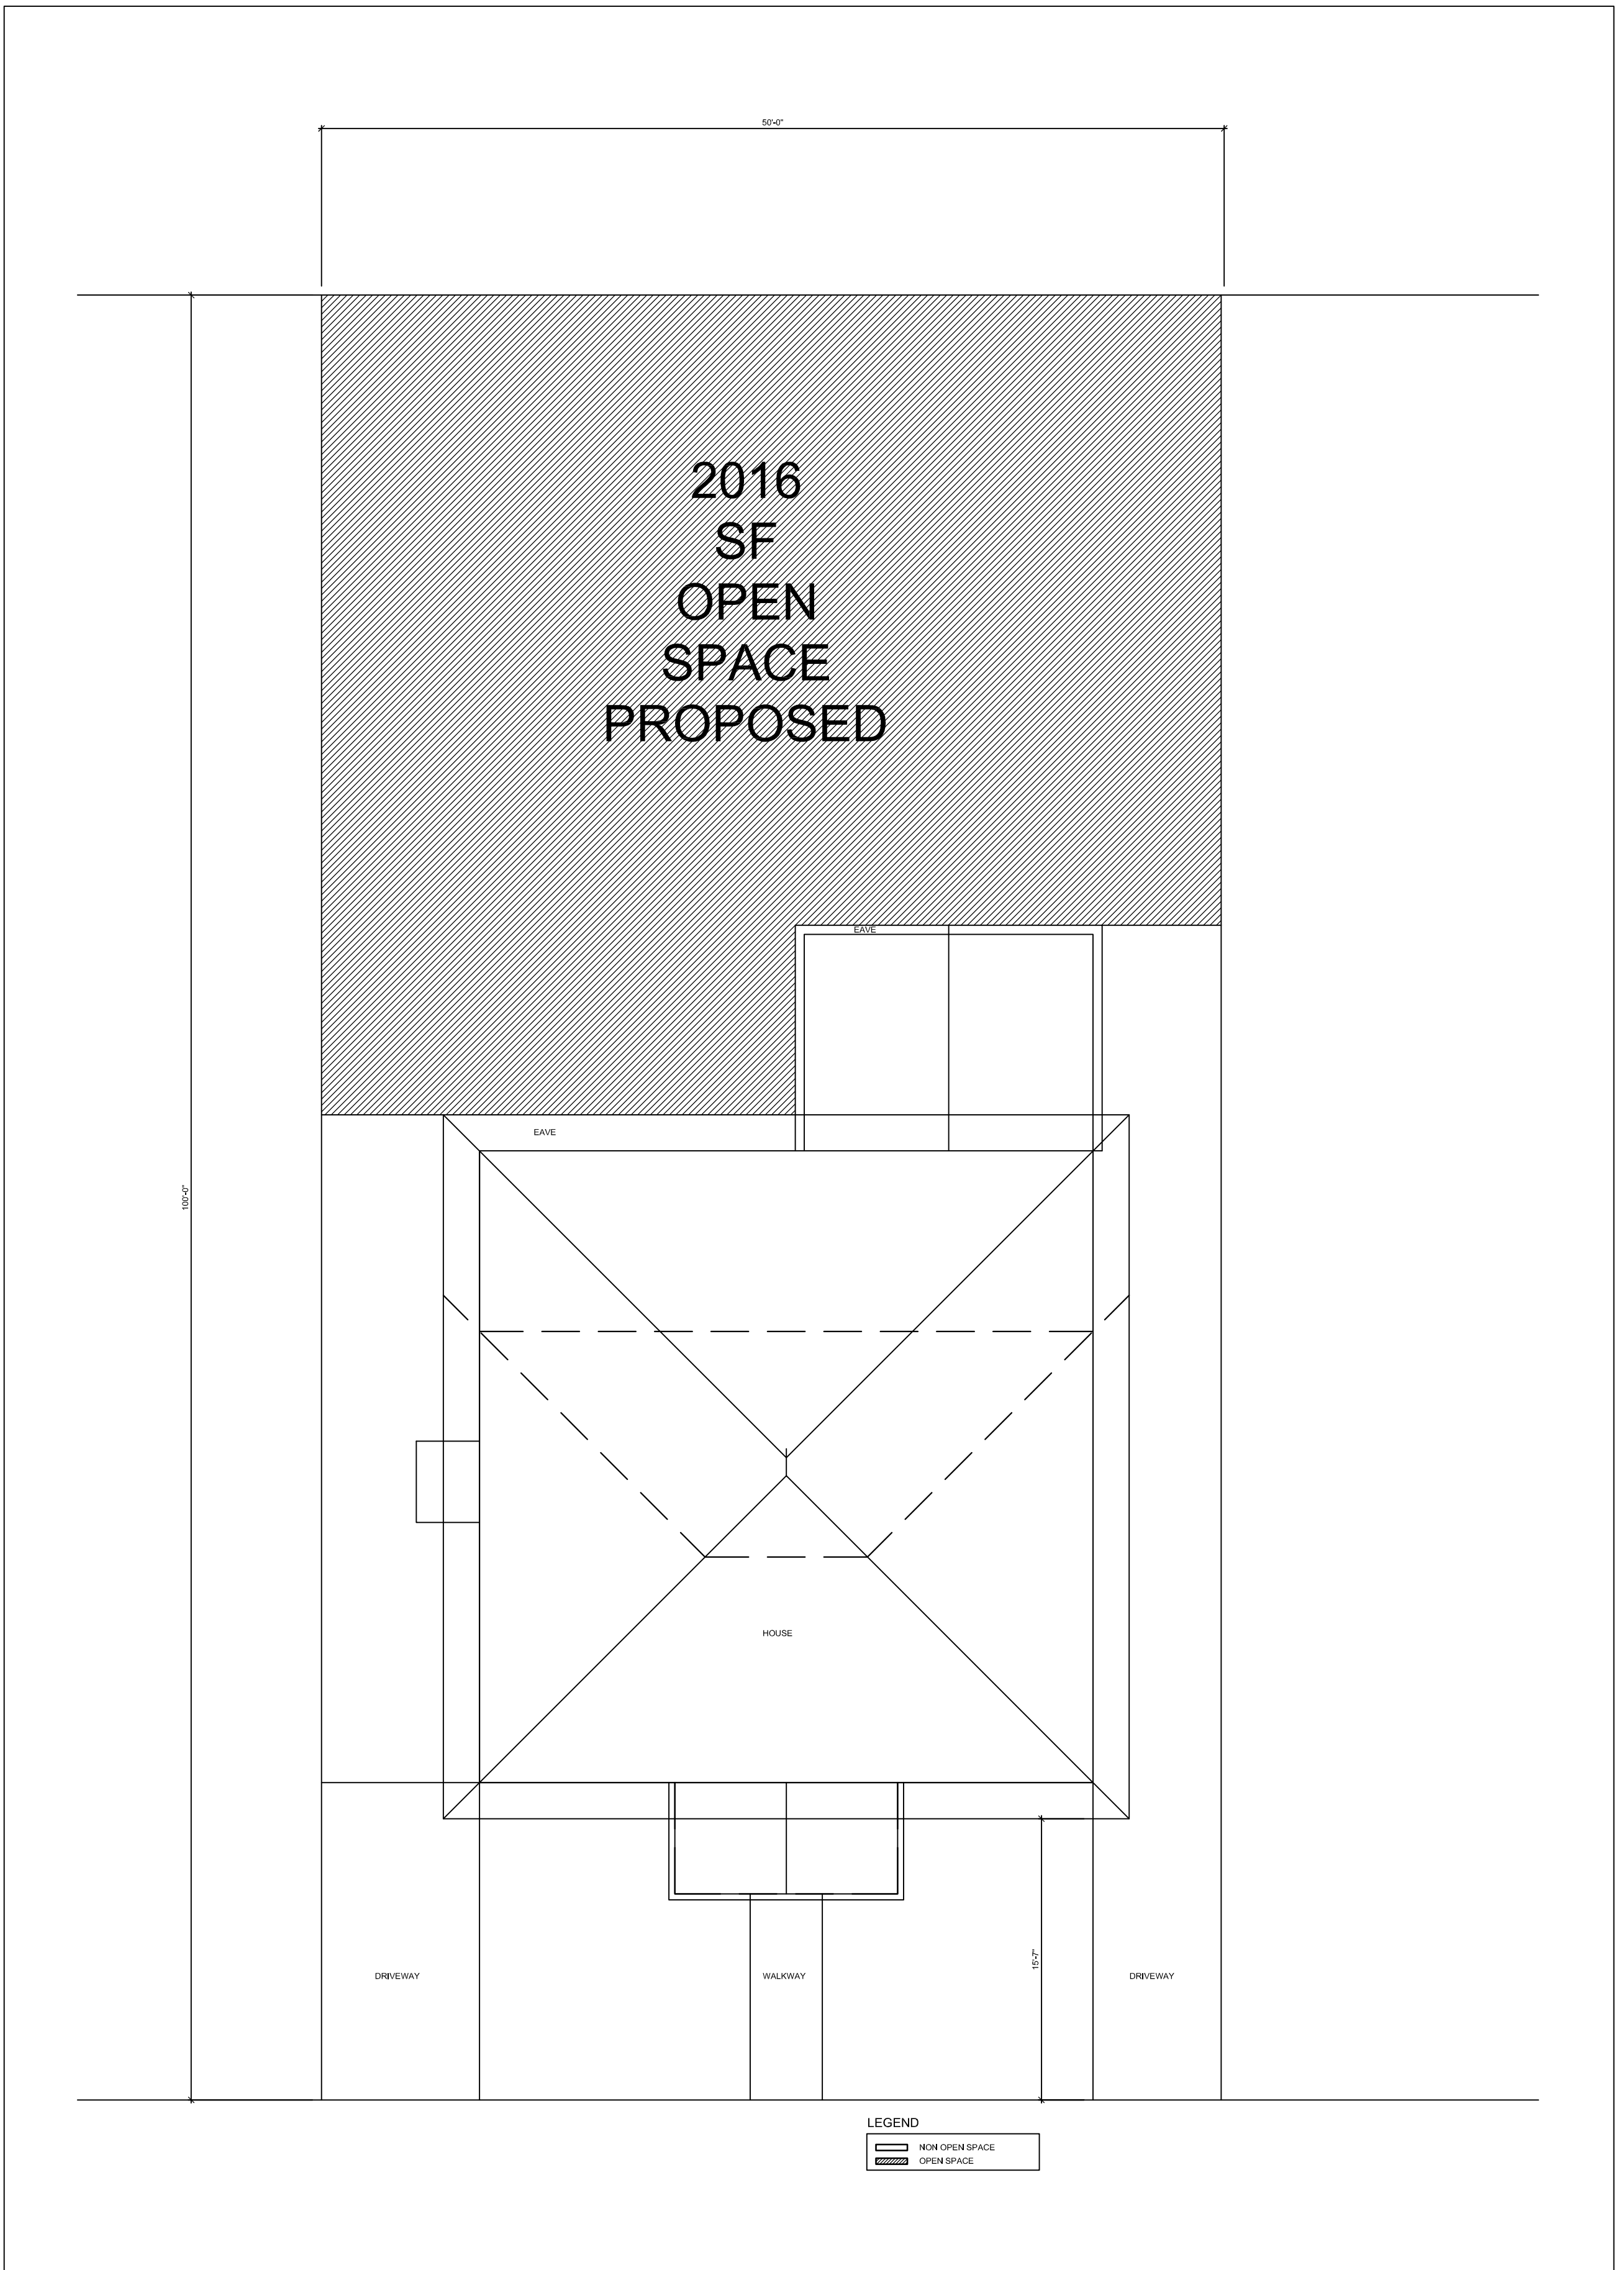 50'-0"
2016
SF
OPEN
SPACE
PROPOSED
EAVE
EAVE
100'-0"
HOUSE
15'-7"
DRIVEWAY
WALKWAY
DRIVEWAY
LEGEND
NON OPEN SPACE
OPEN SPACE